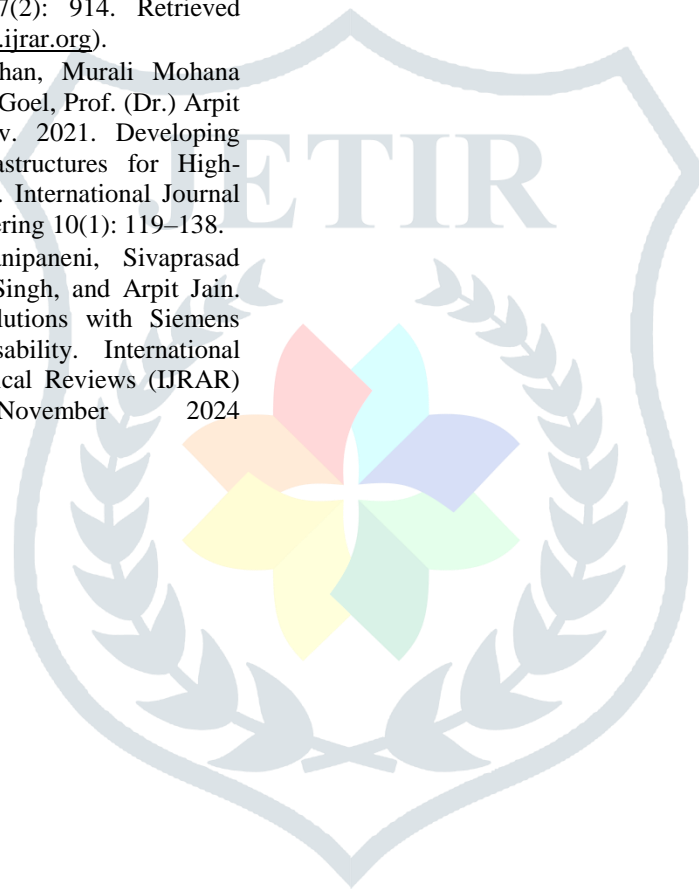 7(2): 914. Retrieved
.ijrar.org).
han, Murali Mohana
Goel, Prof. (Dr.) Arpit
v. 2021. Developing
astructures for High-
. International Journal
ering 10(1): 119–138.
anipaneni, Sivaprasad
Singh, and Arpit Jain.
lutions with Siemens
sability. International
ical Reviews (IJRAR)
November 2024
JETIR